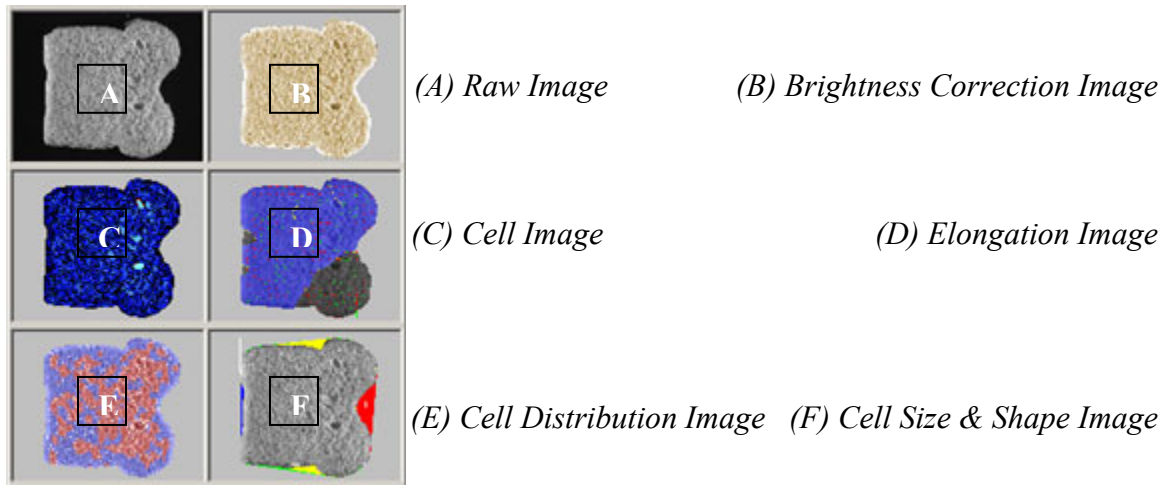 A B
(A) Raw Image (B) Brightness Correction Image
C D
(C) Cell Image (D) Elongation Image
E F
(E) Cell Distribution Image (F) Cell Size & Shape Image